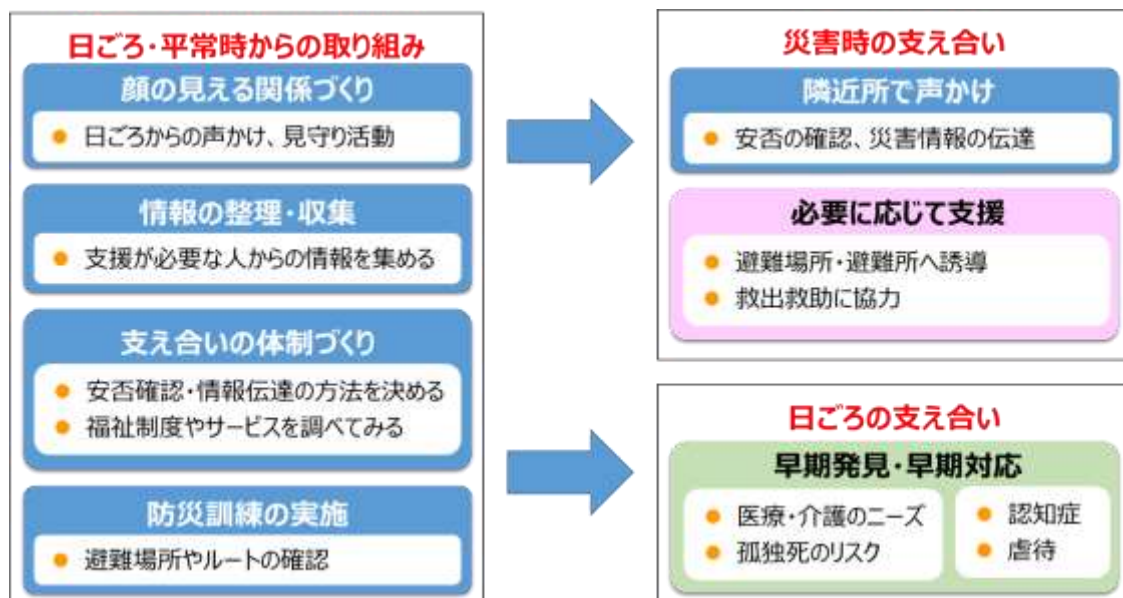 日ごろ・平常時からの取り組み
顔の見える関係づくり
● 日ごろからの声かけ、見守り活動
情報の整理・収集
● 支援が必要な人からの情報を集める
支え合いの体制づくり
● 安否確認・情報伝達の方法を決める
● 福祉制度やサービスを調べてみる
防災訓練の実施
● 避難場所やルートの確認
災害時の支え合い
隣近所で声かけ
● 安否の確認、災害情報の伝達
必要に応じて支援
● 避難場所・避難所へ誘導
● 救出救助に協力
日ごろの支え合い
早期発見・早期対応
● 医療・介護のニーズ
● 孤独死のリスク
● 認知症
● 虐待